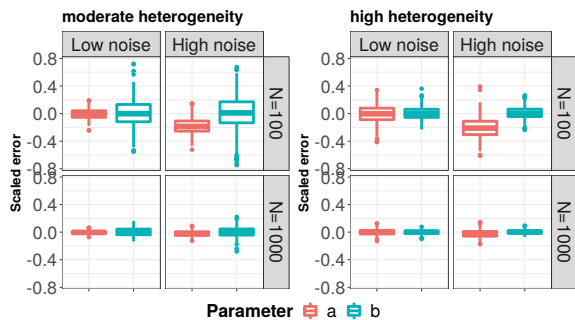 moderate heterogeneity
high heterogeneity
Low noise
High noise
Low noise
High noise
Scaled error
0.8
0.4
0.0
-0.4
-0.8
N=100
0.8
0.4
0.0
-0.4
-0.8
N=1000
Scaled error
0.8
0.4
0.0
-0.4
-0.8
N=100
0.8
0.4
0.0
-0.4
-0.8
N=1000
Parameter a b